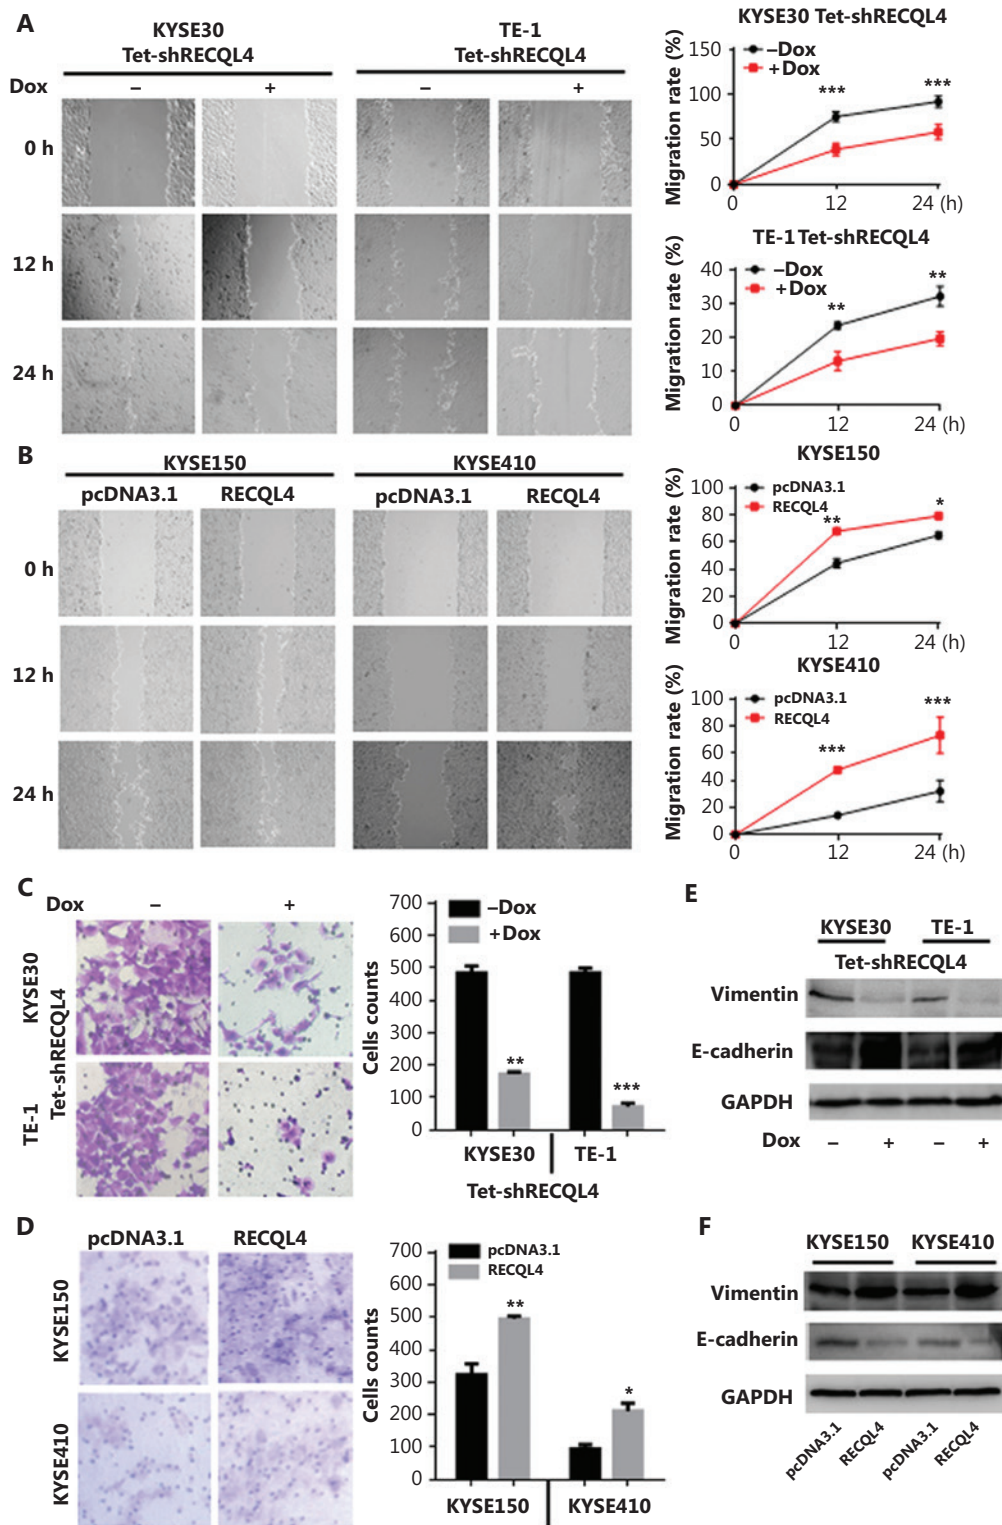 A
KYSE30
Tet-shRECQL4
TE-1
Tet-shRECQL4
Dox
– + – +
0 h
12 h
24 h
KYSE30 Tet-shRECQL4
Migration rate (%)
150
100
50
0
–Dox
+Dox
*** ***
0 12 24 (h)
TE-1 Tet-shRECQL4
Migration rate (%)
40
30
20
10
0
–Dox
+Dox
** **
0 12 24 (h)
B
KYSE150
KYSE410
pcDNA3.1 RECQL4 pcDNA3.1 RECQL4
0 h
12 h
24 h
KYSE150
Migration rate (%)
100
80
60
40
20
0
pcDNA3.1
RECQL4
** *
0 12 24 (h)
KYSE410
Migration rate (%)
100
80
60
40
20
0
pcDNA3.1
RECQL4
*** ***
0 12 24 (h)
C
Dox – +
KYSE30
TE-1
Tet-shRECQL4
Cells counts
700
600
500
400
300
200
100
0
–Dox
+Dox
** ***
KYSE30 TE-1
Tet-shRECQL4
D
pcDNA3.1 RECQL4
KYSE150
KYSE410
Cells counts
700
600
500
400
300
200
100
0
pcDNA3.1
RECQL4
** *
KYSE150 KYSE410
E
KYSE30 TE-1
Tet-shRECQL4
Vimentin
E-cadherin
GAPDH
Dox – + – +
F
KYSE150 KYSE410
Vimentin
E-cadherin
GAPDH
pcDNA3.1 RECQL4 pcDNA3.1 RECQL4